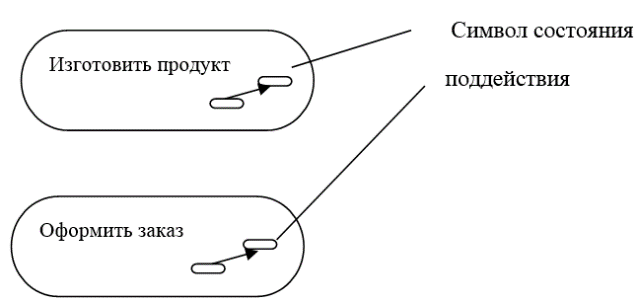 Символ состояния
Изготовить продукт
поддействия
Оформить заказ